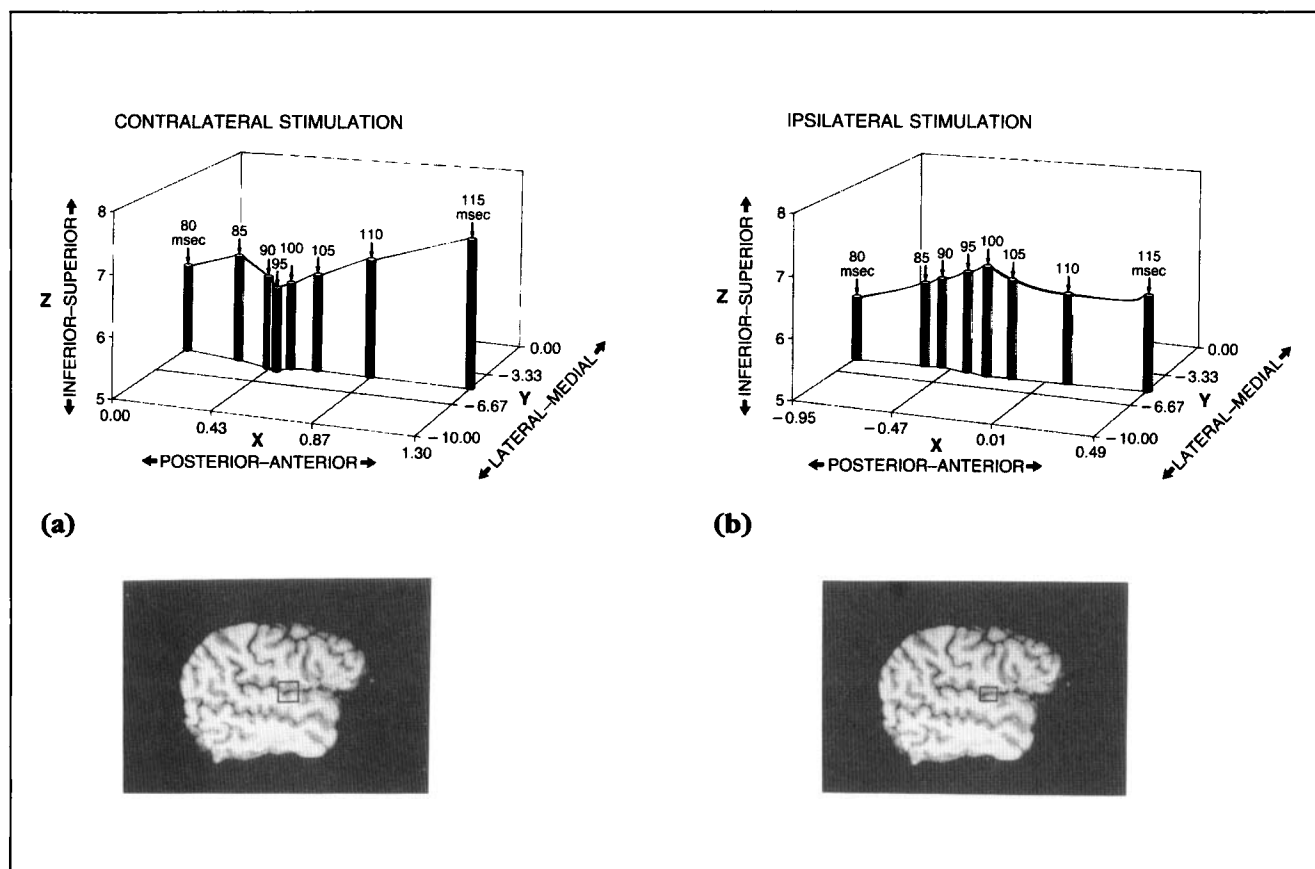 CONTRALATERAL STIMULATION
8
7
6
5
Z
←INFERIOR–SUPERIOR→
80
msec
85
90
95
100
105
110
115
msec
0.00
0.43
0.87
1.30
X
←POSTERIOR–ANTERIOR→
0.00
−3.33
−6.67
−10.00
Y
←LATERAL–MEDIAL→
(a)
IPSILATERAL STIMULATION
8
7
6
5
Z
←INFERIOR–SUPERIOR→
80
msec
85
90
95
100
105
110
115
msec
−0.95
−0.47
0.01
0.49
X
←POSTERIOR–ANTERIOR→
0.00
−3.33
−6.67
−10.00
Y
←LATERAL–MEDIAL→
(b)